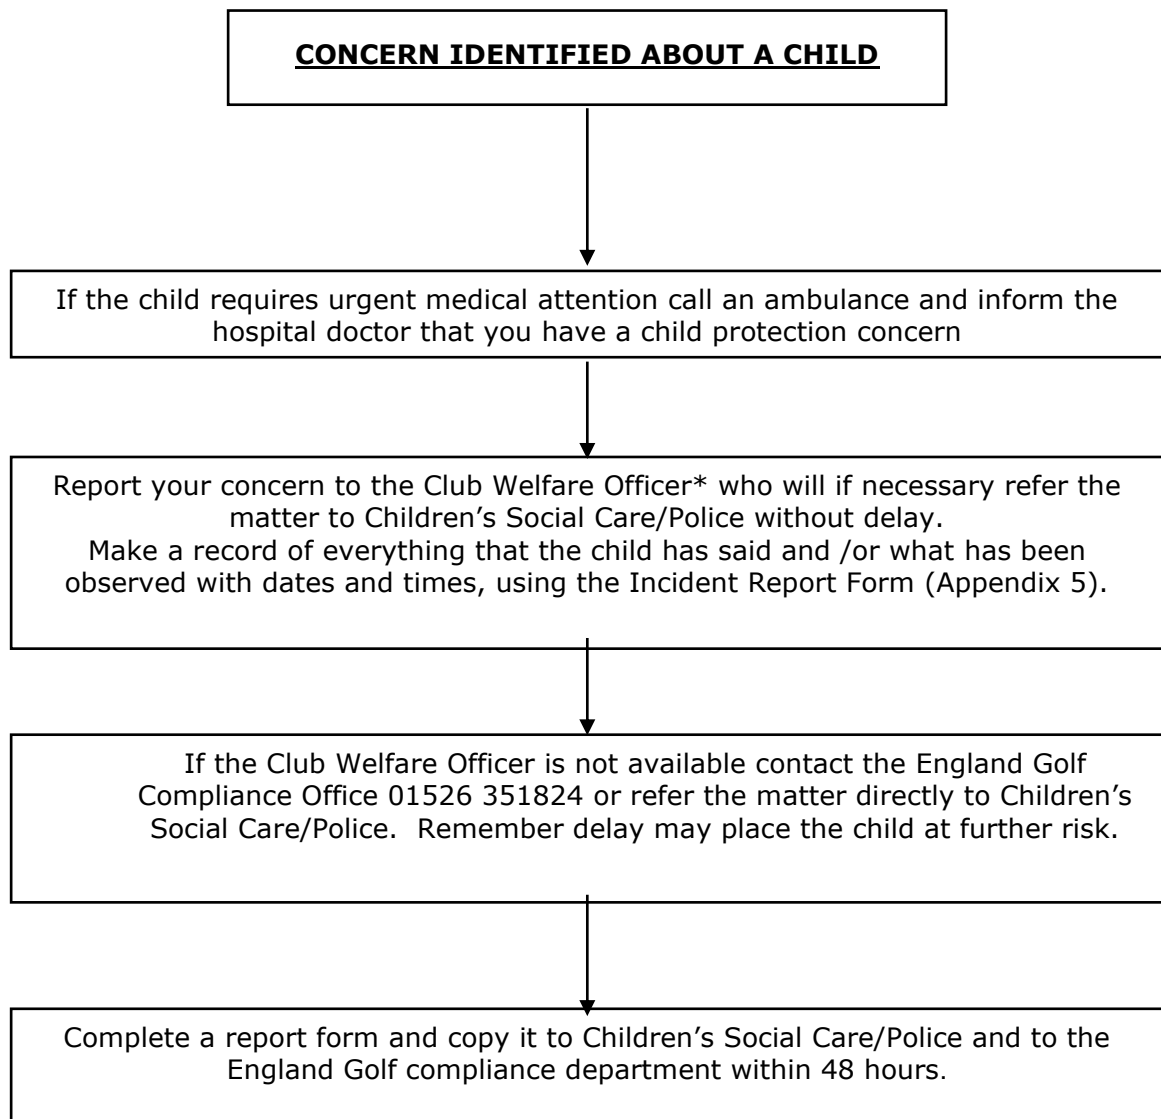 CONCERN IDENTIFIED ABOUT A CHILD
If the child requires urgent medical attention call an ambulance and inform the
hospital doctor that you have a child protection concern
Report your concern to the Club Welfare Officer* who will if necessary refer the
matter to Children’s Social Care/Police without delay.
Make a record of everything that the child has said and /or what has been
observed with dates and times, using the Incident Report Form (Appendix 5).
If the Club Welfare Officer is not available contact the England Golf
Compliance Office 01526 351824 or refer the matter directly to Children’s
Social Care/Police.  Remember delay may place the child at further risk.
Complete a report form and copy it to Children’s Social Care/Police and to the
England Golf compliance department within 48 hours.